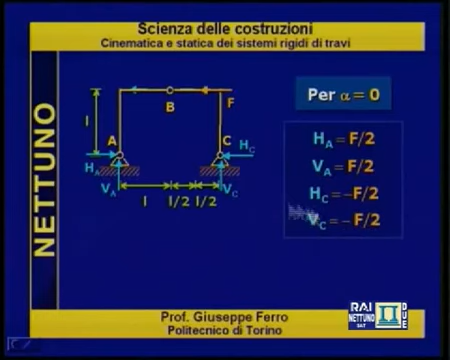 Scienza delle costruzioni
Cinematica e statica dei sistemi rigidi di travi
NETTUNO
Per α = 0
B
F
l
A
C
H_A
H_C
V_A
V_C
l
l/2
l/2
H_A = F/2
V_A = F/2
H_C = -F/2
V_C = - F/2
Prof. Giuseppe Ferro
Politecnico di Torino
RAI
NETTUNO
SAT
DUE